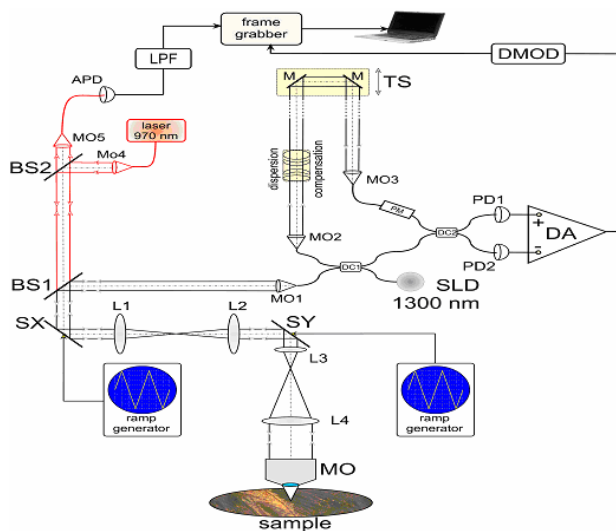 frame
grabber
LPF
DMOD
APD
M
M
TS
laser
970 nm
MO5
Mo4
BS2
dispersion
compensation
MO3
PM
PD1
+
DA
DC2
MO2
PD2
−
DC1
BS1
MO1
SLD
1300 nm
SX
L1
L2
SY
L3
ramp
generator
L4
ramp
generator
MO
sample